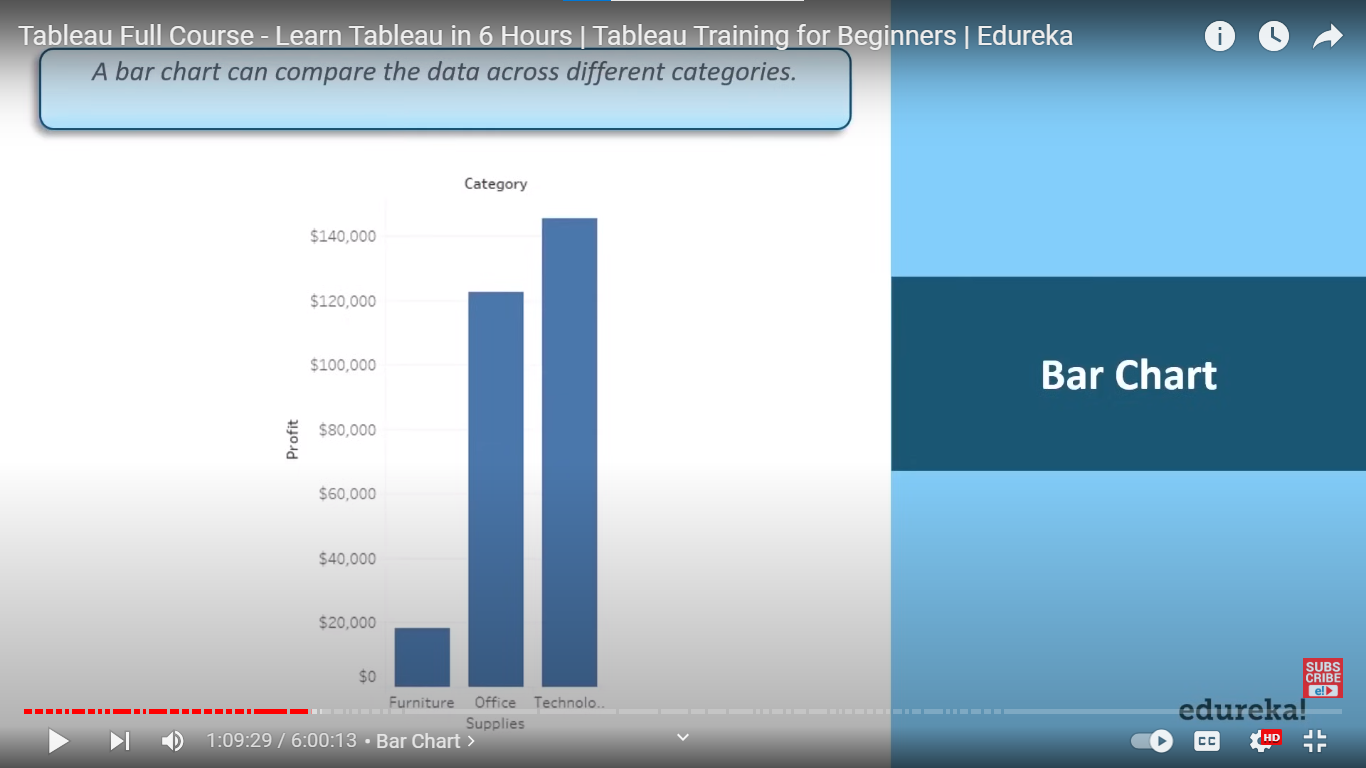 Tableau Full Course - Learn Tableau in 6 Hours | Tableau Training for Beginners | Edureka
A bar chart can compare the data across different categories.
Category
$140,000
$120,000
$100,000
$80,000
$60,000
$40,000
$20,000
$0
Profit
Furniture
Office
Supplies
Technolo..
Bar Chart
SUBS
CRIBE
e!
edureka!
1:09:29 / 6:00:13 • Bar Chart >
CC
HD